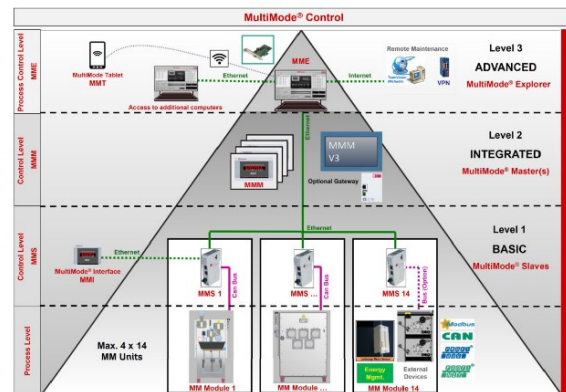 MultiMode® Control
Process Control Level
MME
MultiMode Tablet
MMT
Access to additional computers
Ethernet
MME
Internet
Remote Maintenance
VPN
Level 3
ADVANCED
MultiMode® Explorer
Ethernet
Control Level
MMM
MMM
MMM
V3
Optional Gateway
Level 2
INTEGRATED
MultiMode® Master(s)
Control Level
MMS
Ethernet
MultiMode® Interface
MMI
Ethernet
MMS 1
Can Bus
MMS ...
Can Bus
MMS 14
Bus (Option)
Level 1
BASIC
MultiMode® Slaves
Process Level
Max. 4 x 14
MM Units
MM Module 1
MM Module ...
Energy
Mgmt.
External
Devices
MM Module 14
Modbus
CAN